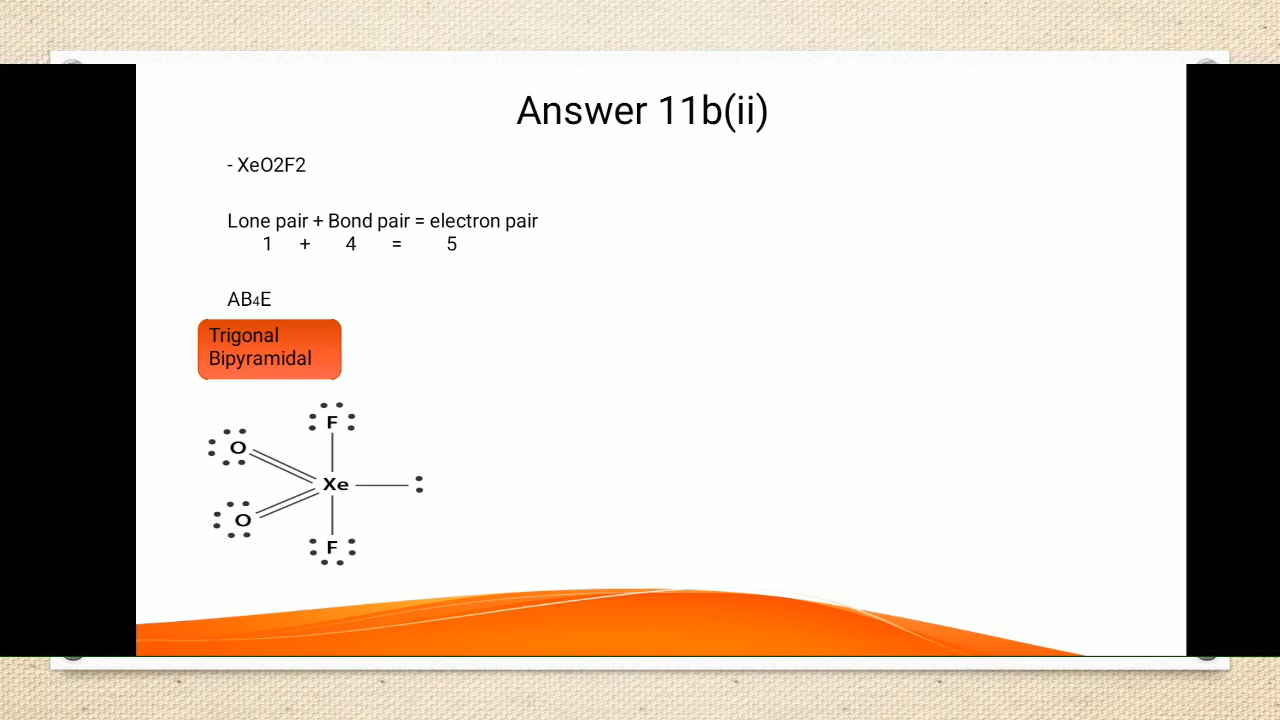 Answer 11b(ii)
- XeO2F2
Lone pair + Bond pair = electron pair
1 + 4 = 5
AB₄E
Trigonal
Bipyramidal
F
O
Xe
O
F